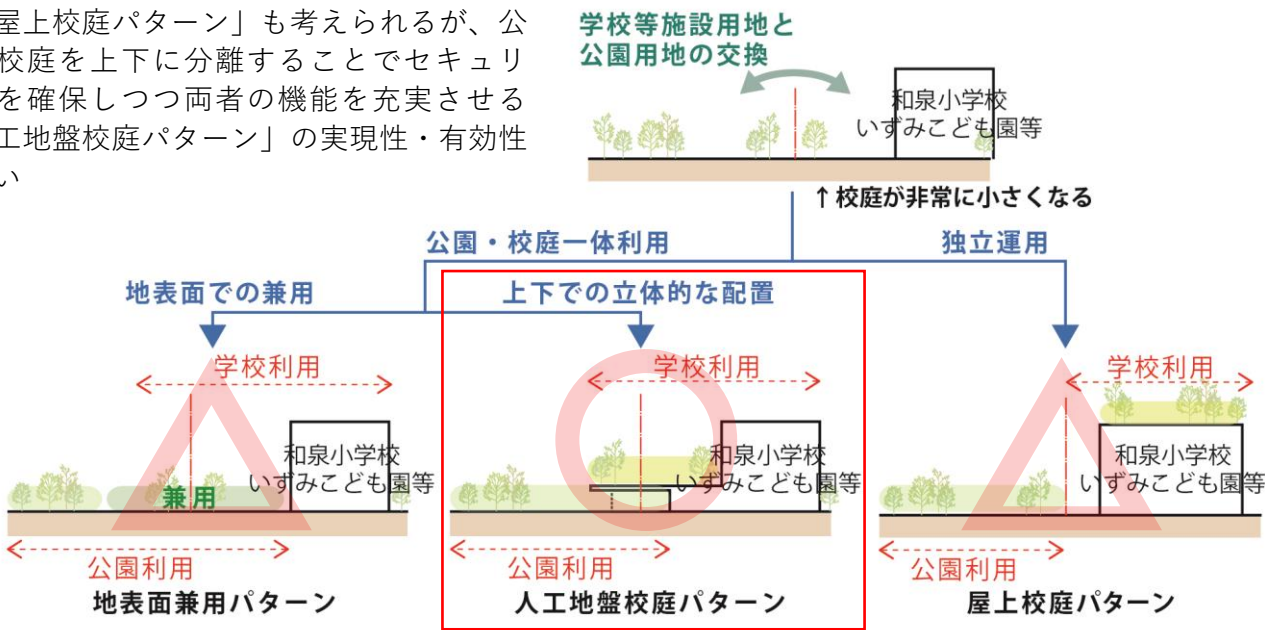 屋上校庭パターン」も考えられるが、公
校庭を上下に分離することでセキュリ
を確保しつつ両者の機能を充実させる
工地盤校庭パターン」の実現性・有効性
い
学校等施設用地と
公園用地の交換
和泉小学校
いずみこども園等
↑校庭が非常に小さくなる
公園・校庭一体利用
独立運用
地表面での兼用
上下での立体的な配置
学校利用
和泉小学校
いずみこども園等
兼用
公園利用
地表面兼用パターン
学校利用
和泉小学校
いずみこども園等
公園利用
人工地盤校庭パターン
学校利用
和泉小学校
いずみこども園等
公園利用
屋上校庭パターン